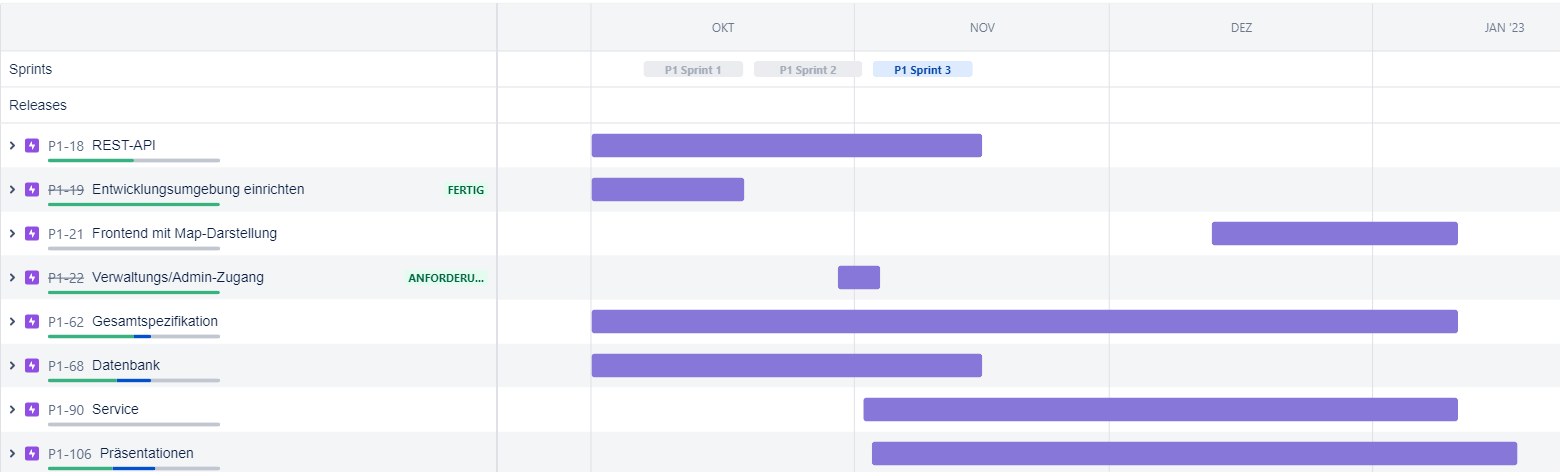 OKT NOV DEZ JAN '23
Sprints P1 Sprint 1 P1 Sprint 2 P1 Sprint 3
Releases
P1-18 REST-API
P1-19 Entwicklungsumgebung einrichten FERTIG
P1-21 Frontend mit Map-Darstellung
P1-22 Verwaltungs/Admin-Zugang ANFORDERU...
P1-62 Gesamtspezifikation
P1-68 Datenbank
P1-90 Service
P1-106 Präsentationen